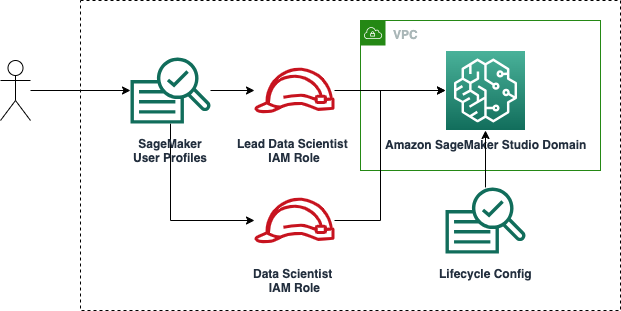 VPC
SageMaker
User Profiles
Lead Data Scientist
IAM Role
Amazon SageMaker Studio Domain
Data Scientist
IAM Role
Lifecycle Config